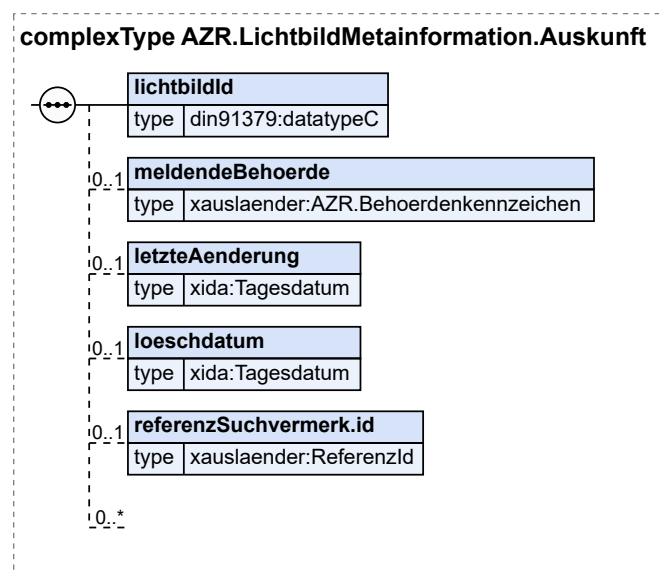 complexType AZR.LichtbildMetainformation.Auskunft
lichtbildId
type din91379:datatypeC
0..1 meldendeBehoerde
type xauslaender:AZR.Behoerdenkennzeichen
0..1 letzteAenderung
type xida:Tagesdatum
0..1 loeschdatum
type xida:Tagesdatum
0..1 referenzSuchvermerk.id
type xauslaender:ReferenzId
0..*